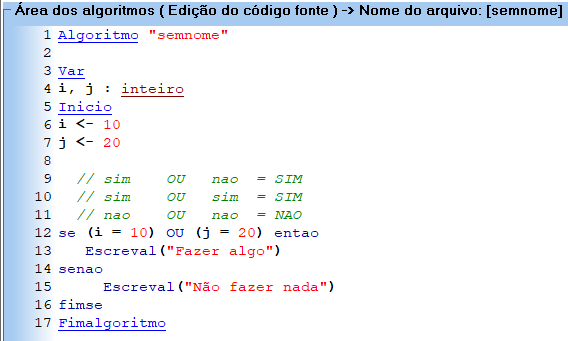 Área dos algoritmos ( Edição do código fonte ) -> Nome do arquivo: [semnome]
1 Algoritmo "semnome"
2
3 Var
4 i, j : inteiro
5 Inicio
6 i <- 10
7 j <- 20
8
9 // sim OU nao = SIM
10 // sim OU sim = SIM
11 // nao OU nao = NAO
12 se (i = 10) OU (j = 20) entao
13 Escreval("Fazer algo")
14 senao
15 Escreval("Não fazer nada")
16 fimse
17 Fimalgoritmo